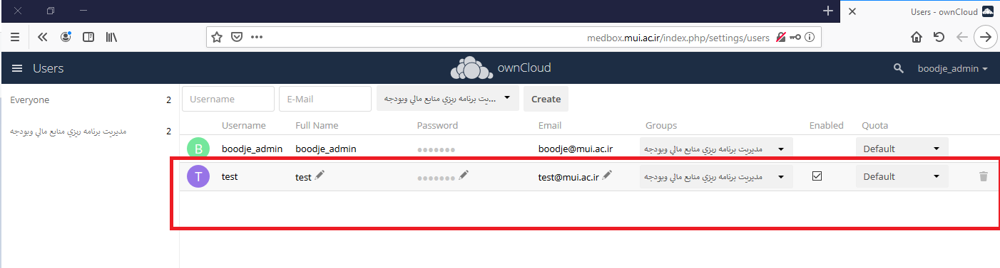 Users - ownCloud
medbox.mui.ac.ir/index.php/settings/users
Users
ownCloud
boodje_admin
Everyone 2
مديريت برنامه ريزي منابع مالي وبودجه 2
Username E-Mail ...يت برنامه ريزي منابع مالي وبودجه Create
Username Full Name Password Email Groups Enabled Quota
B boodje_admin boodje_admin ●●●●●●● boodje@mui.ac.ir مديريت برنامه ريزي منابع مالي وبودجه Default
T test test ●●●●●●● test@mui.ac.ir مديريت برنامه ريزي منابع مالي وبودجه Default